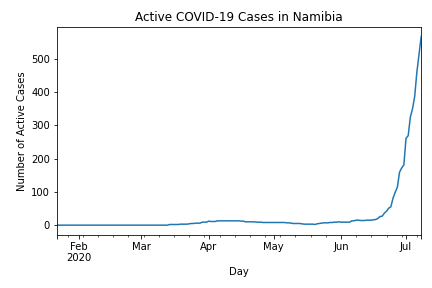 Active COVID-19 Cases in Namibia
Number of Active Cases
500
400
300
200
100
0
Feb
2020
Mar
Apr
May
Jun
Jul
Day